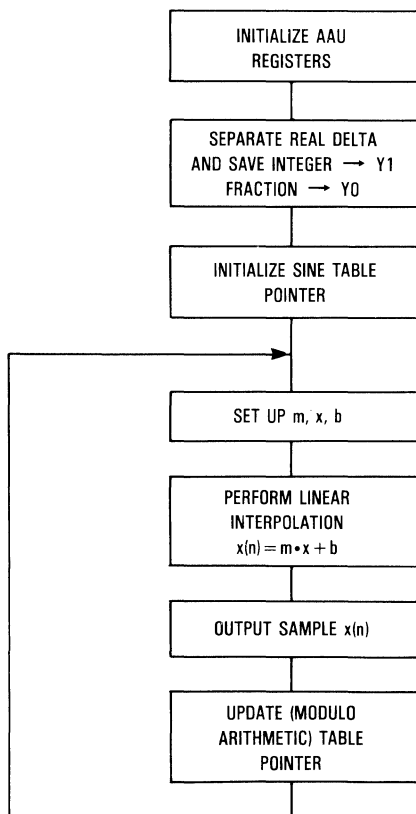 INITIALIZE AAU
REGISTERS
SEPARATE REAL DELTA
AND SAVE INTEGER → Y1
FRACTION → Y0
INITIALIZE SINE TABLE
POINTER
SET UP m, x, b
PERFORM LINEAR
INTERPOLATION
x(n) = m•x + b
OUTPUT SAMPLE x(n)
UPDATE (MODULO
ARITHMETIC) TABLE
POINTER